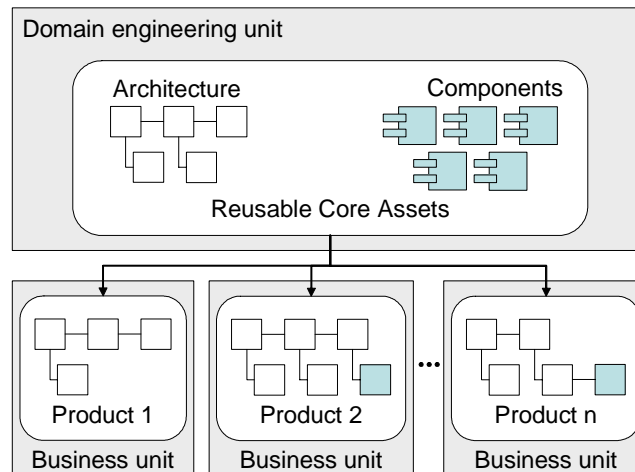 Domain engineering unit
Architecture
Components
Reusable Core Assets
Product 1
Product 2
...
Product n
Business unit
Business unit
Business unit